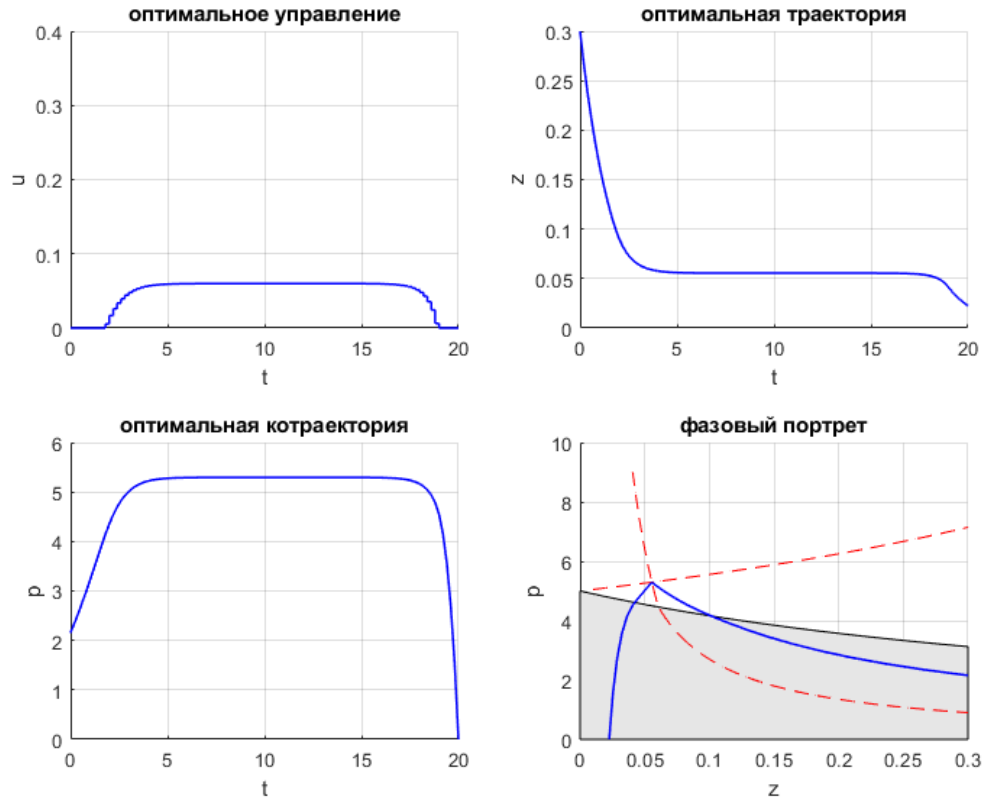 оптимальное управление
0.4
0.3
0.2
0.1
0
u
0 5 10 15 20
t
оптимальная траектория
0.3
0.25
0.2
0.15
0.1
0.05
0
z
0 5 10 15 20
t
оптимальная котраектория
6
5
4
3
2
1
0
p
0 5 10 15 20
t
фазовый портрет
10
8
6
4
2
0
p
0 0.05 0.1 0.15 0.2 0.25 0.3
z